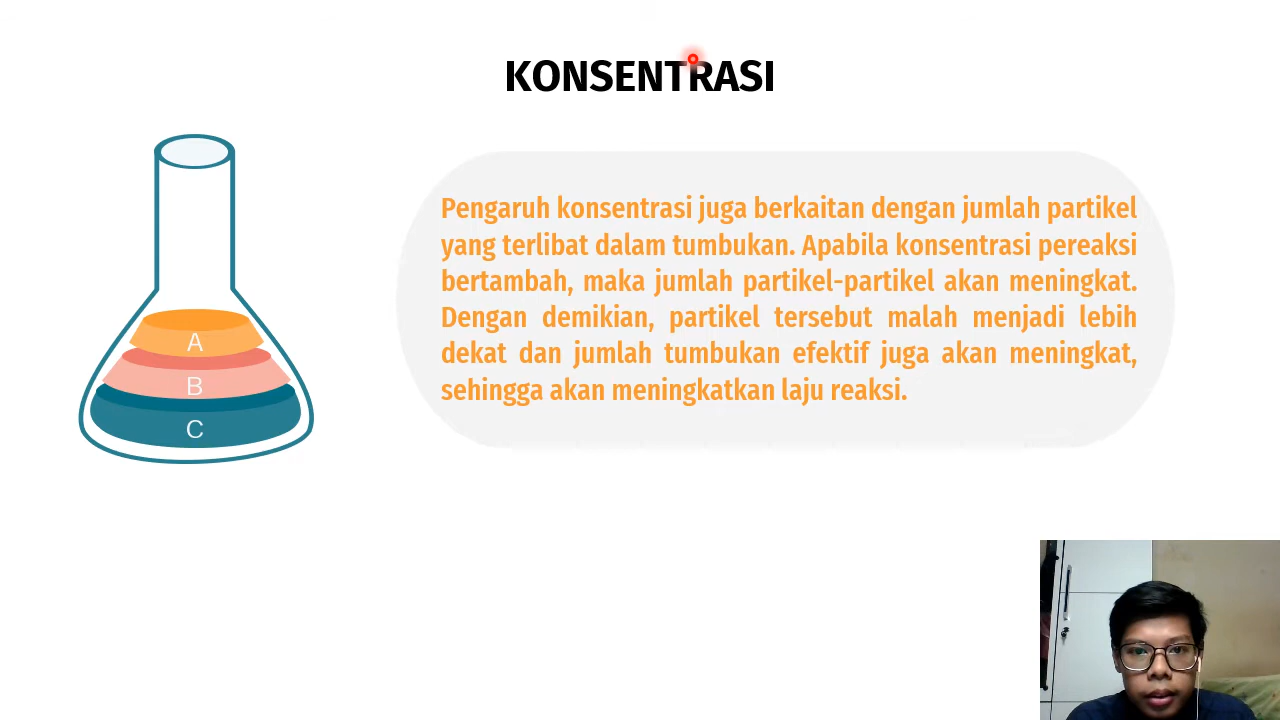 KONSENTRASI
Pengaruh konsentrasi juga berkaitan dengan jumlah partikel
yang terlibat dalam tumbukan. Apabila konsentrasi pereaksi
bertambah, maka jumlah partikel-partikel akan meningkat.
Dengan demikian, partikel tersebut malah menjadi lebih
dekat dan jumlah tumbukan efektif juga akan meningkat,
sehingga akan meningkatkan laju reaksi.
A
B
C